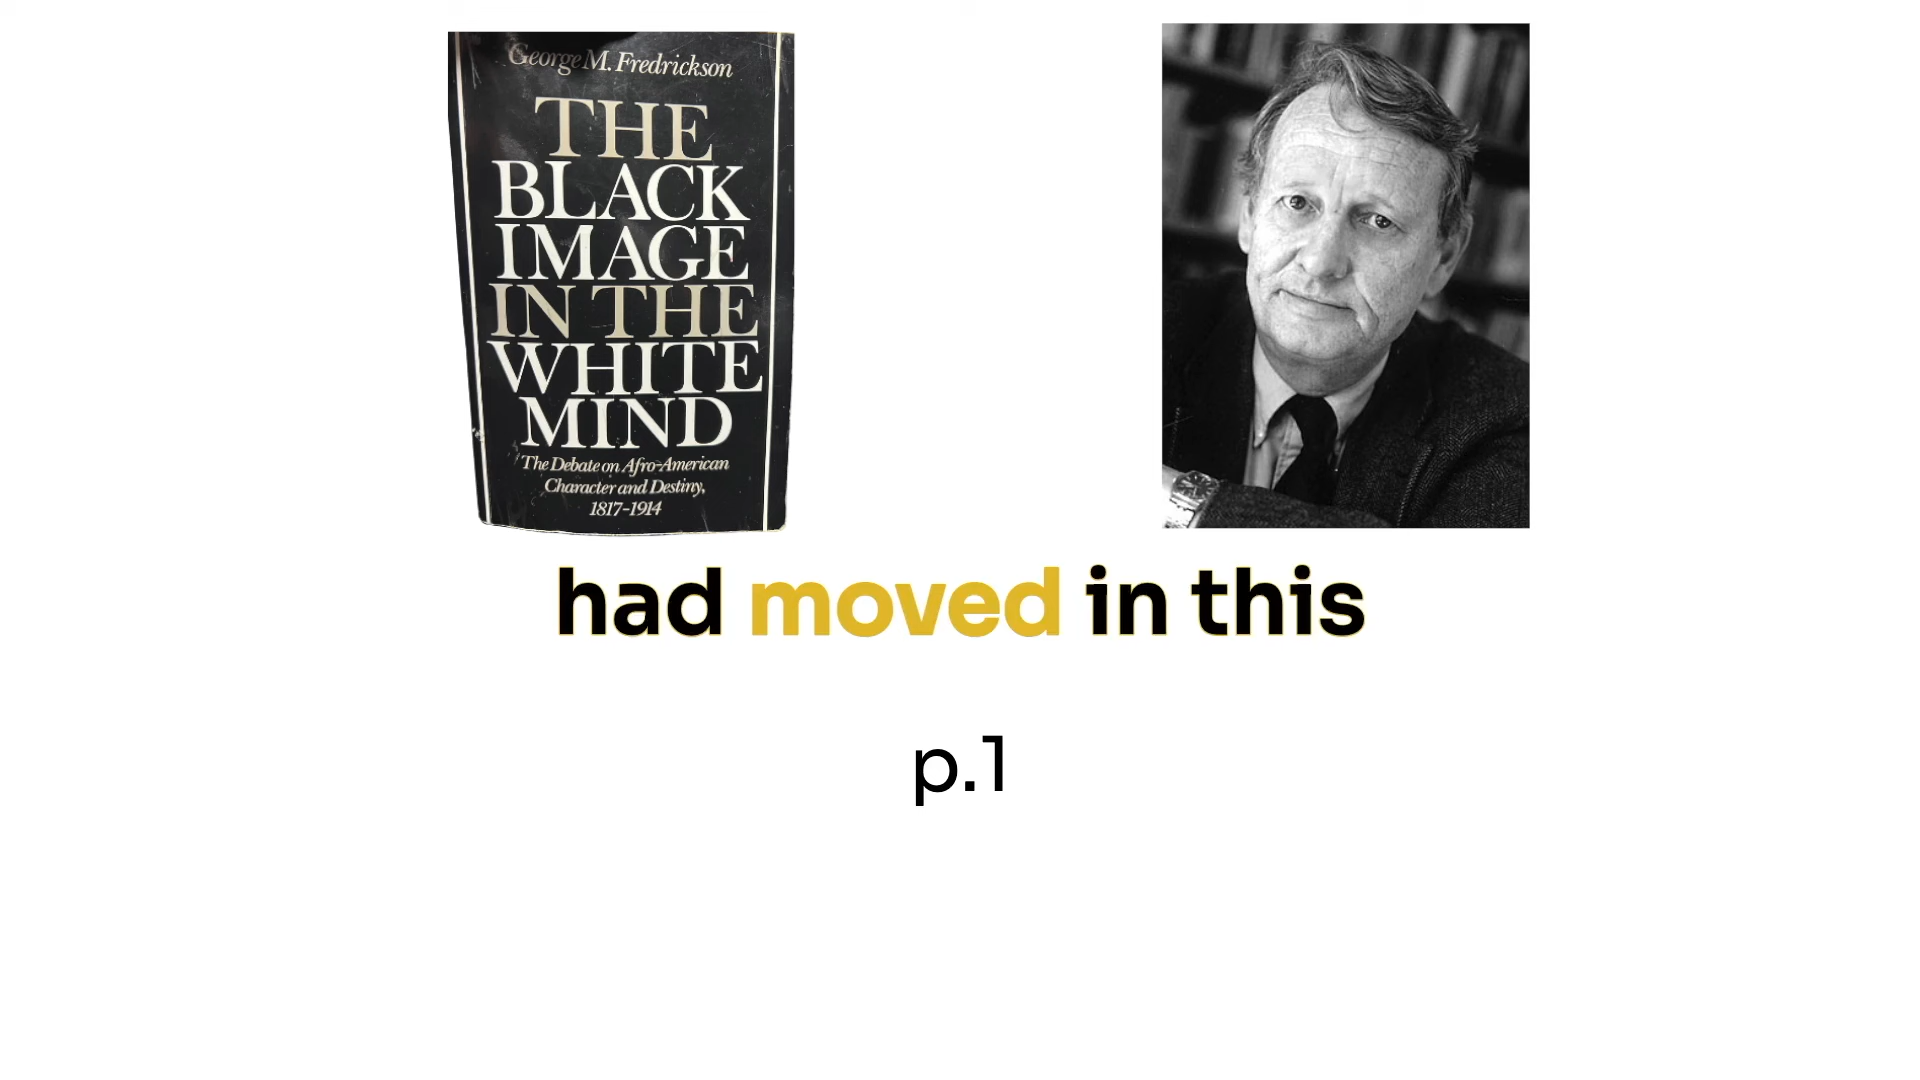 George M. Fredrickson
THE
BLACK
IMAGE
IN THE
WHITE
MIND
The Debate on Afro-American
Character and Destiny,
1817-1914
had moved in this
p.1